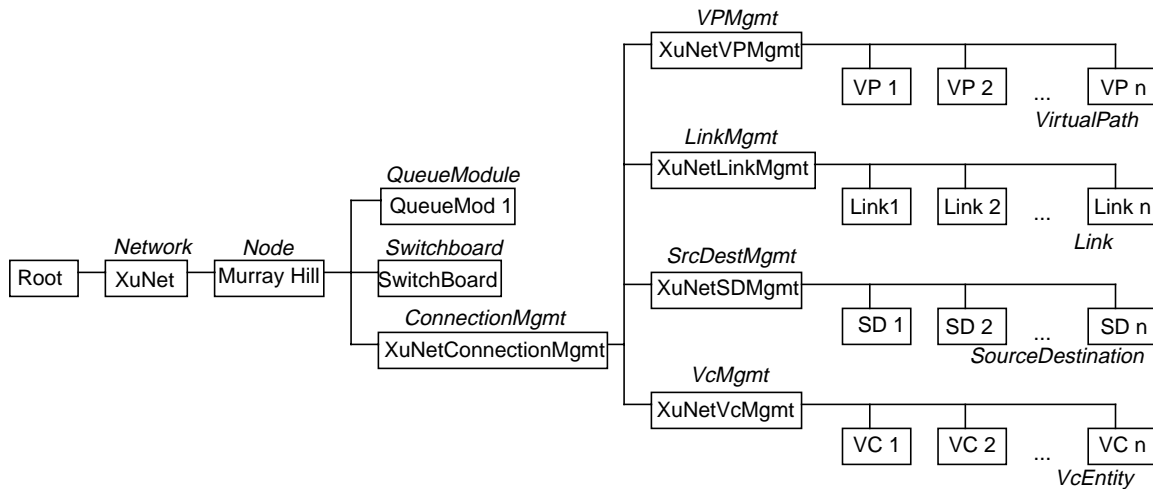 VPMgmt
XuNetVPMgmt
VP 1
VP 2
...
VP n
VirtualPath
LinkMgmt
XuNetLinkMgmt
Link1
Link 2
...
Link n
Link
QueueModule
QueueMod 1
Network
Node
Switchboard
Root
XuNet
Murray Hill
SwitchBoard
SrcDestMgmt
XuNetSDMgmt
SD 1
SD 2
...
SD n
SourceDestination
ConnectionMgmt
XuNetConnectionMgmt
VcMgmt
XuNetVcMgmt
VC 1
VC 2
...
VC n
VcEntity